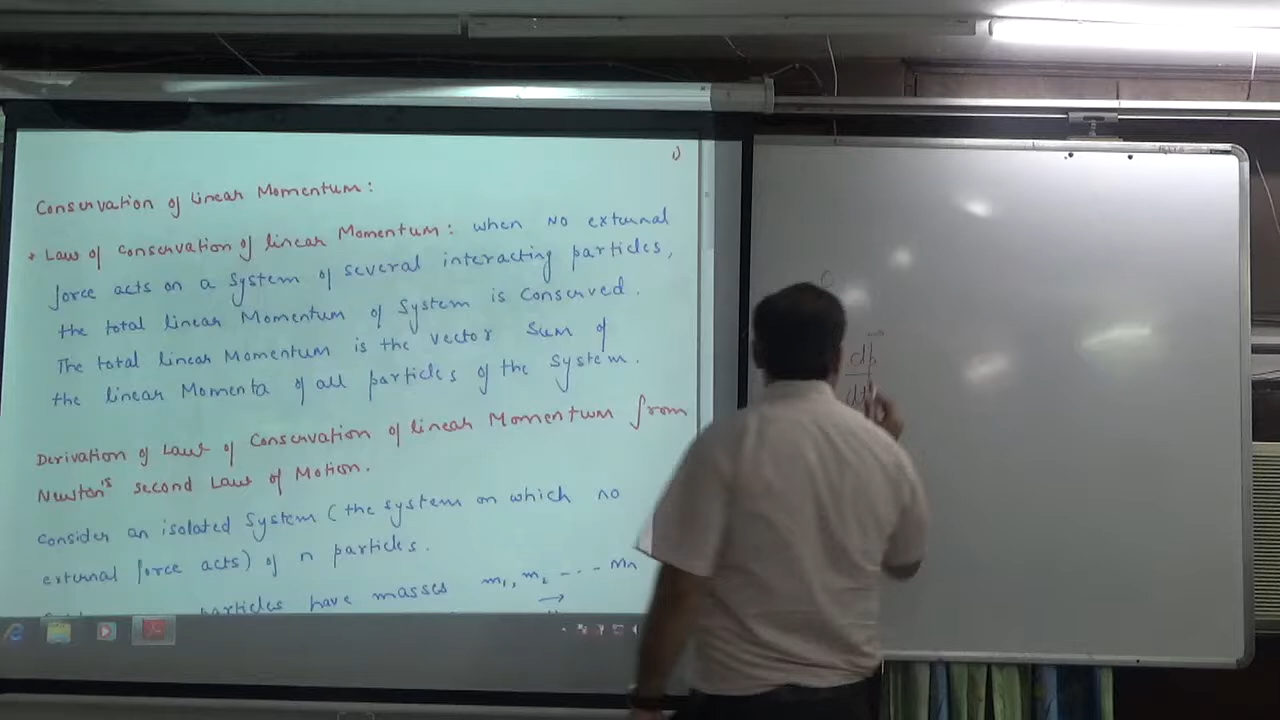 1)
Conservation of linear Momentum:
* Law of conservation of linear Momentum: when No external
force acts on a system of several interacting particles,
the total linear Momentum of System is conserved.
The total linear Momentum is the vector sum of
the linear Momenta of all particles of the system.
Derivation of Law of Conservation of linear Momentum from
Newton's second Law of Motion.
consider an isolated System (the system on which no
external force acts) of n particles.
particles have masses m₁, m₂ - - - - Mn
0
dp⃗
dt